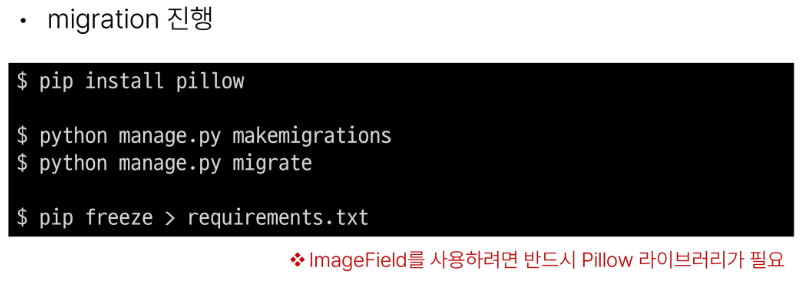 • migration 진행
$ pip install pillow
$ python manage.py makemigrations
$ python manage.py migrate
$ pip freeze > requirements.txt
❖ ImageField를 사용하려면 반드시 Pillow 라이브러리가 필요